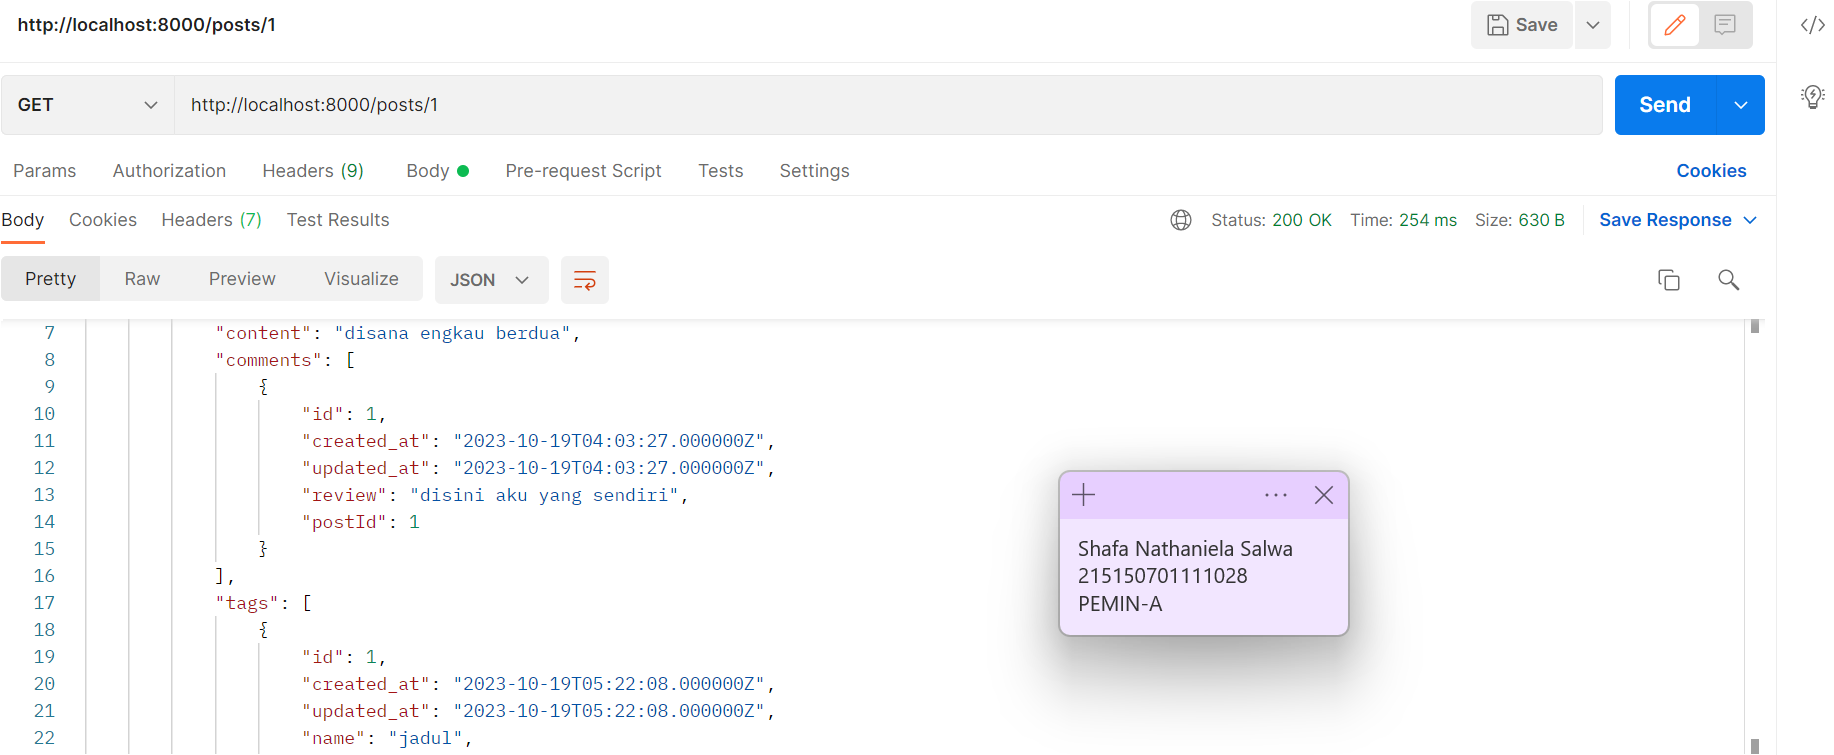 http://localhost:8000/posts/1
Save
GET
http://localhost:8000/posts/1
Send
Params Authorization Headers (9) Body Pre-request Script Tests Settings Cookies
Body Cookies Headers (7) Test Results Status: 200 OK Time: 254 ms Size: 630 B Save Response
Pretty Raw Preview Visualize JSON
7 "content": "disana engkau berdua",
8 "comments": [
9 {
10 "id": 1,
11 "created_at": "2023-10-19T04:03:27.000000Z",
12 "updated_at": "2023-10-19T04:03:27.000000Z",
13 "review": "disini aku yang sendiri",
14 "postId": 1
15 }
16 ],
17 "tags": [
18 {
19 "id": 1,
20 "created_at": "2023-10-19T05:22:08.000000Z",
21 "updated_at": "2023-10-19T05:22:08.000000Z",
22 "name": "jadul",
Shafa Nathaniela Salwa
215150701111028
PEMIN-A